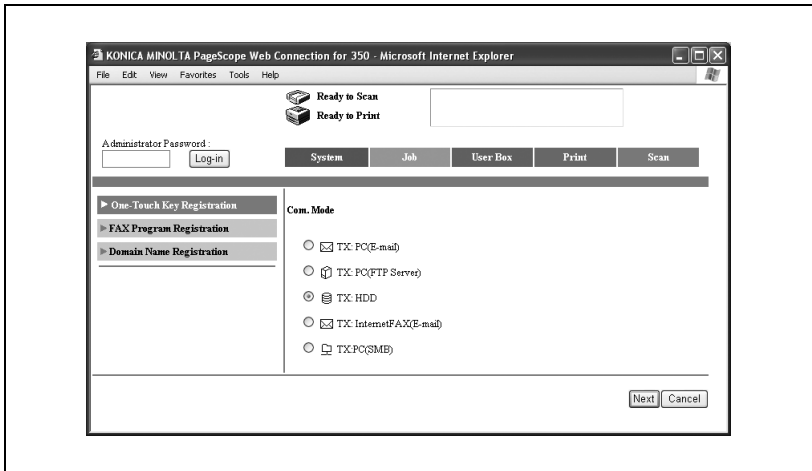 KONICA MINOLTA PageScope Web Connection for 350 - Microsoft Internet Explorer
File Edit View Favorites Tools Help
Ready to Scan
Ready to Print
Administrator Password :
Log-in
System Job User Box Print Scan
One-Touch Key Registration
FAX Program Registration
Domain Name Registration
Com. Mode
TX: PC(E-mail)
TX: PC(FTP Server)
TX: HDD
TX: InternetFAX(E-mail)
TX:PC(SMB)
Next Cancel